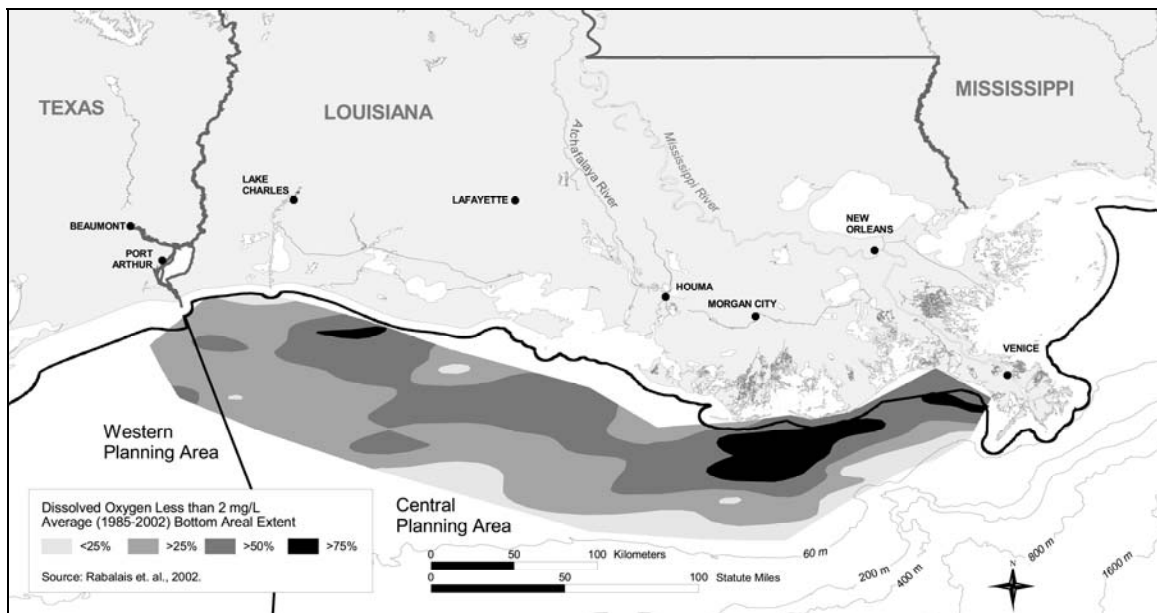 TEXAS
LOUISIANA
MISSISSIPPI
Atchafalaya River
Mississippi River
LAKE
CHARLES
LAFAYETTE
BEAUMONT
PORT
ARTHUR
NEW
ORLEANS
HOUMA
MORGAN CITY
VENICE
Western
Planning Area
Central
Planning Area
Dissolved Oxygen Less than 2 mg/L
Average (1985-2002) Bottom Areal Extent
<25% >25% >50% >75%
Source: Rabalais et. al., 2002.
0 50 100 Kilometers
0 50 100 Statute Miles
60 m
200 m
400 m
800 m
1600 m
N